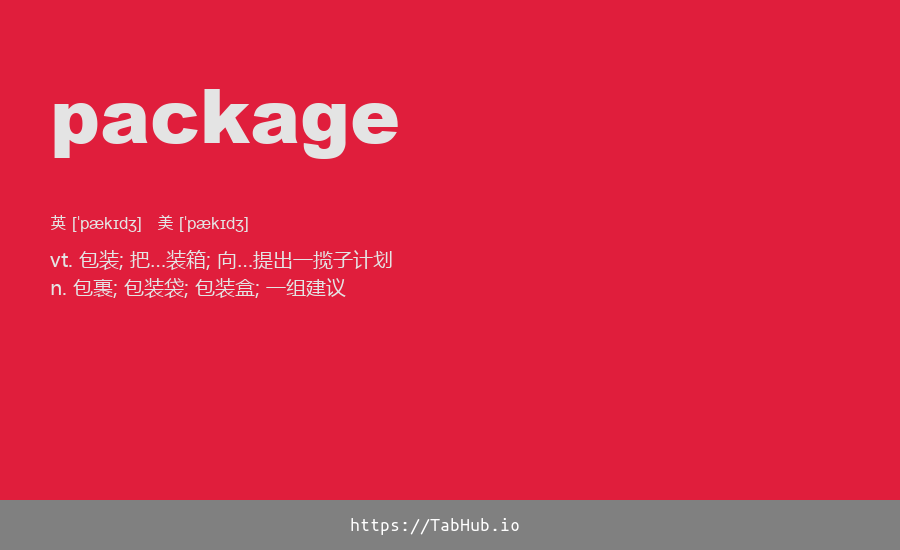 package
英 [ˈpækɪdʒ] 美 [ˈpækɪdʒ]
vt. 包装; 把...装箱; 向...提出一揽子计划
n. 包裹; 包装袋; 包装盒; 一组建议
https://TabHub.io